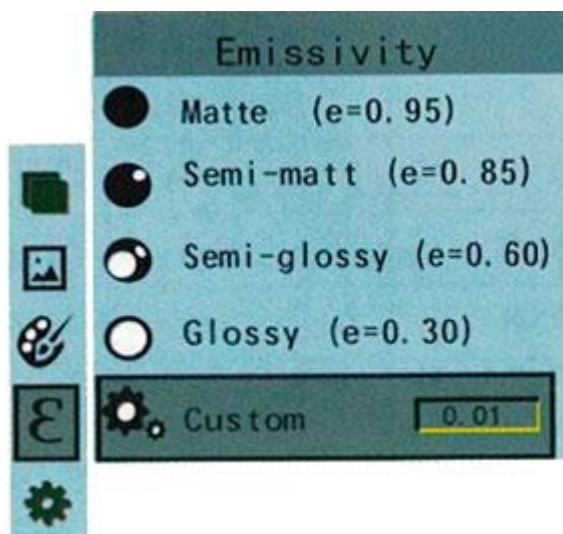 Emissivity
Matte (e=0.95)
Semi-matt (e=0.85)
Semi-glossy (e=0.60)
Glossy (e=0.30)
ε
Custom 0.01